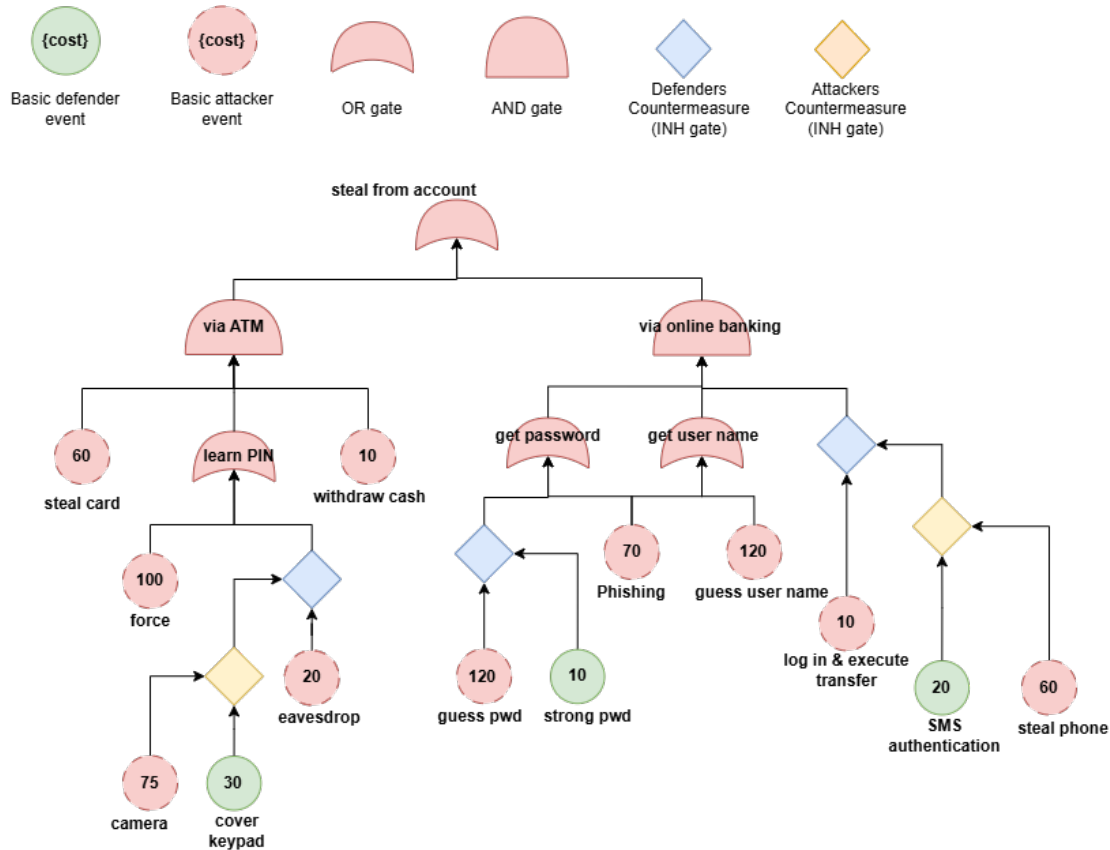 {cost}
{cost}
Basic defender
event
Basic attacker
event
OR gate
AND gate
Defenders
Countermeasure
(INH gate)
Attackers
Countermeasure
(INH gate)
steal from account
via ATM
via online banking
get password
get user name
60
steal card
learn PIN
10
withdraw cash
100
force
20
eavesdrop
75
camera
30
cover
keypad
120
guess pwd
10
strong pwd
70
Phishing
120
guess user name
10
log in & execute
transfer
20
SMS
authentication
60
steal phone